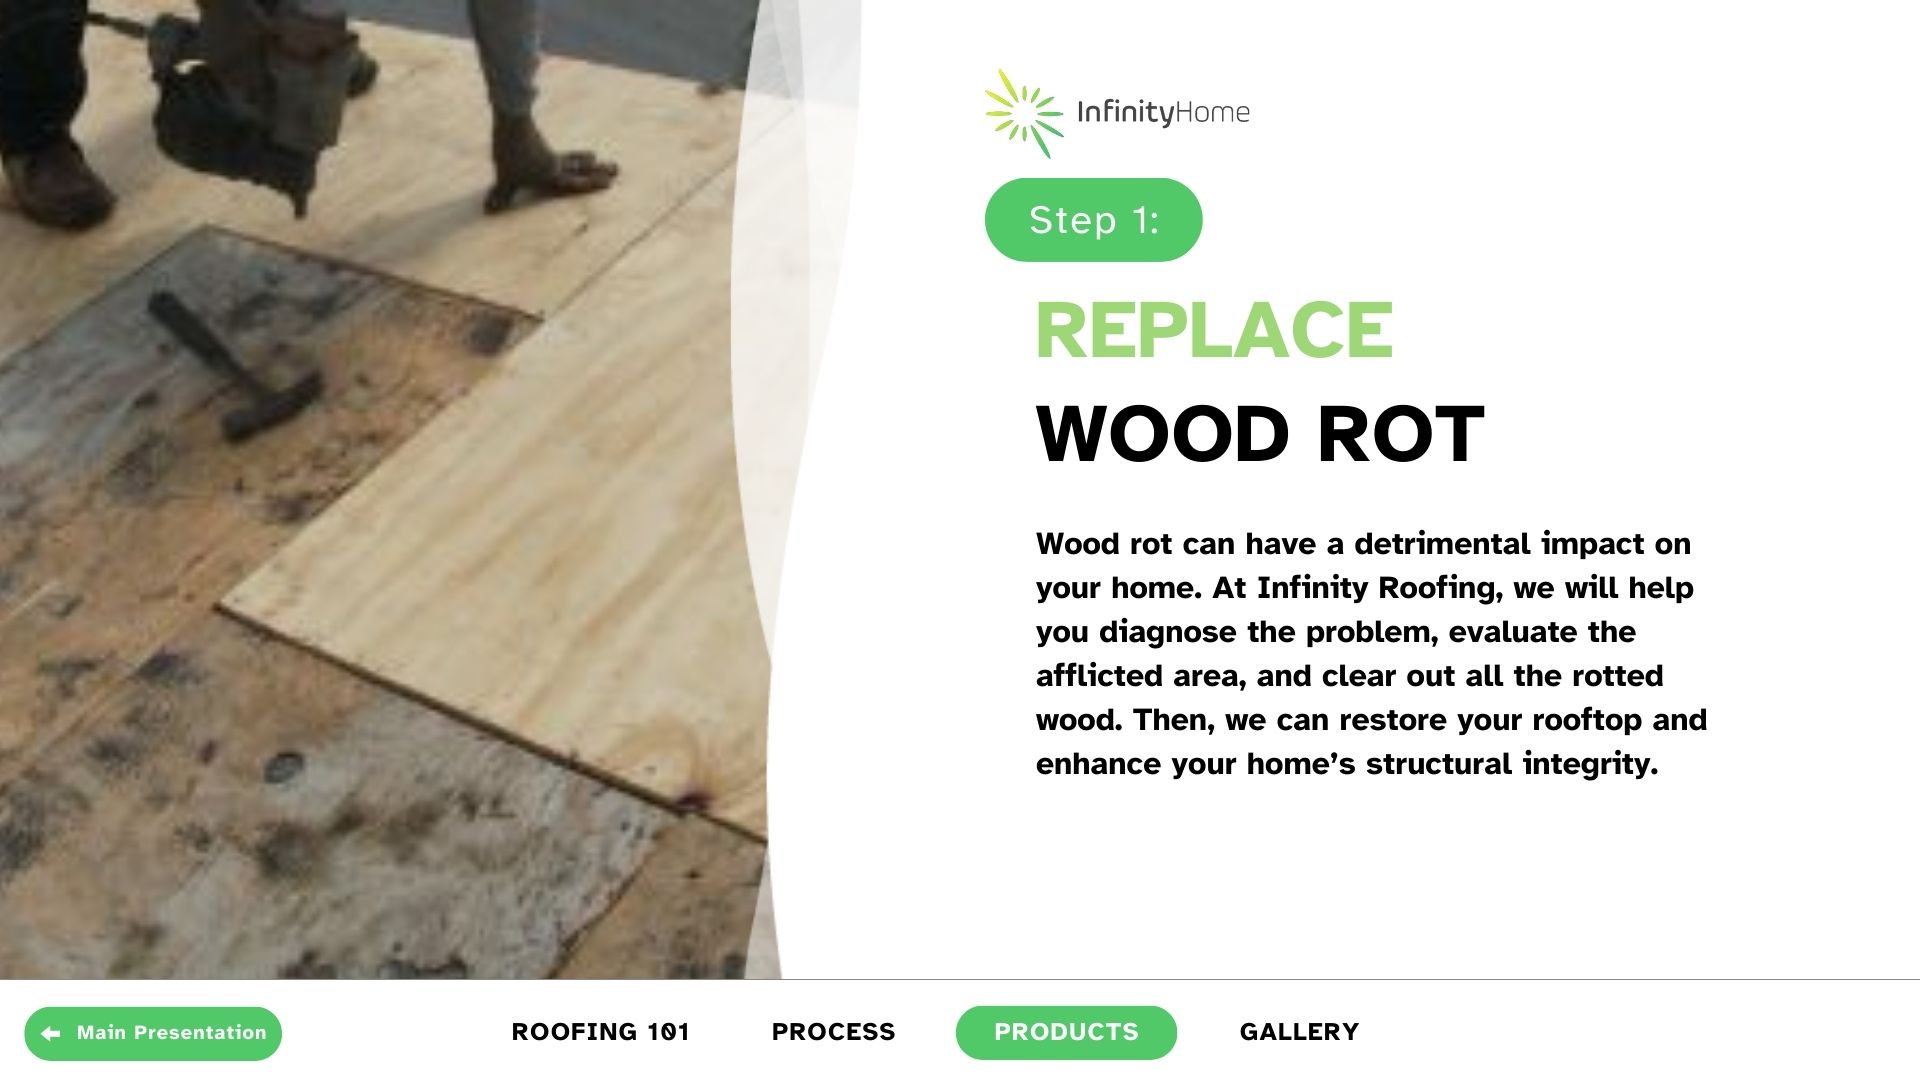 InfinityHome
Step 1:
REPLACE
WOOD ROT
Wood rot can have a detrimental impact on
your home. At Infinity Roofing, we will help
you diagnose the problem, evaluate the
afflicted area, and clear out all the rotted
wood. Then, we can restore your rooftop and
enhance your home’s structural integrity.
Main Presentation
ROOFING 101
PROCESS
PRODUCTS
GALLERY